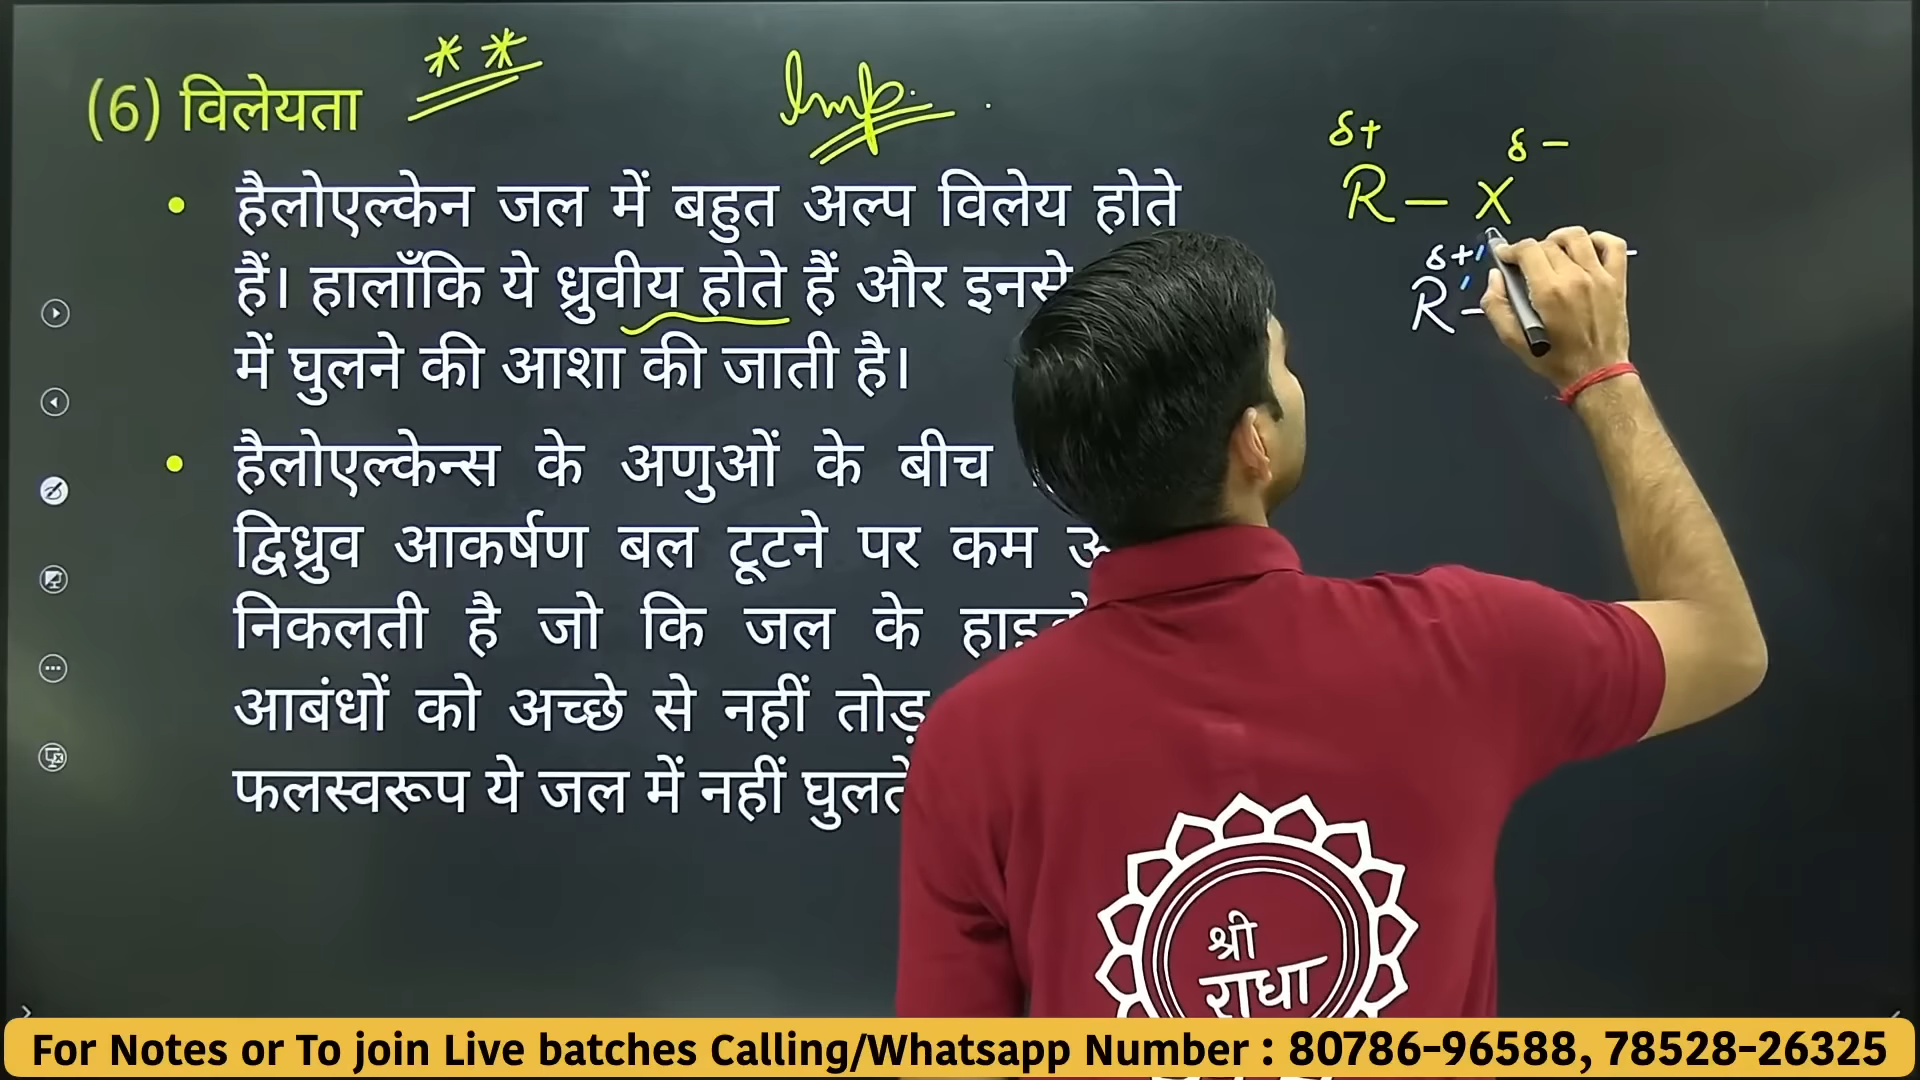 (6) विलेयता
**
Imp.
• हैलोएल्केन जल में बहुत अल्प विलेय होते
हैं। हालाँकि ये ध्रुवीय होते हैं और इनसे
में घुलने की आशा की जाती है।
• हैलोएल्केन्स के अणुओं के बीच
द्विध्रुव आकर्षण बल टूटने पर कम
निकलती है जो कि जल के
आबंधों को अच्छे से नहीं
फलस्वरूप ये जल में नहीं
δ+ δ-
R - X
δ+ -
R -
श्री
राधा
For Notes or To join Live batches Calling/Whatsapp Number : 80786-96588, 78528-26325